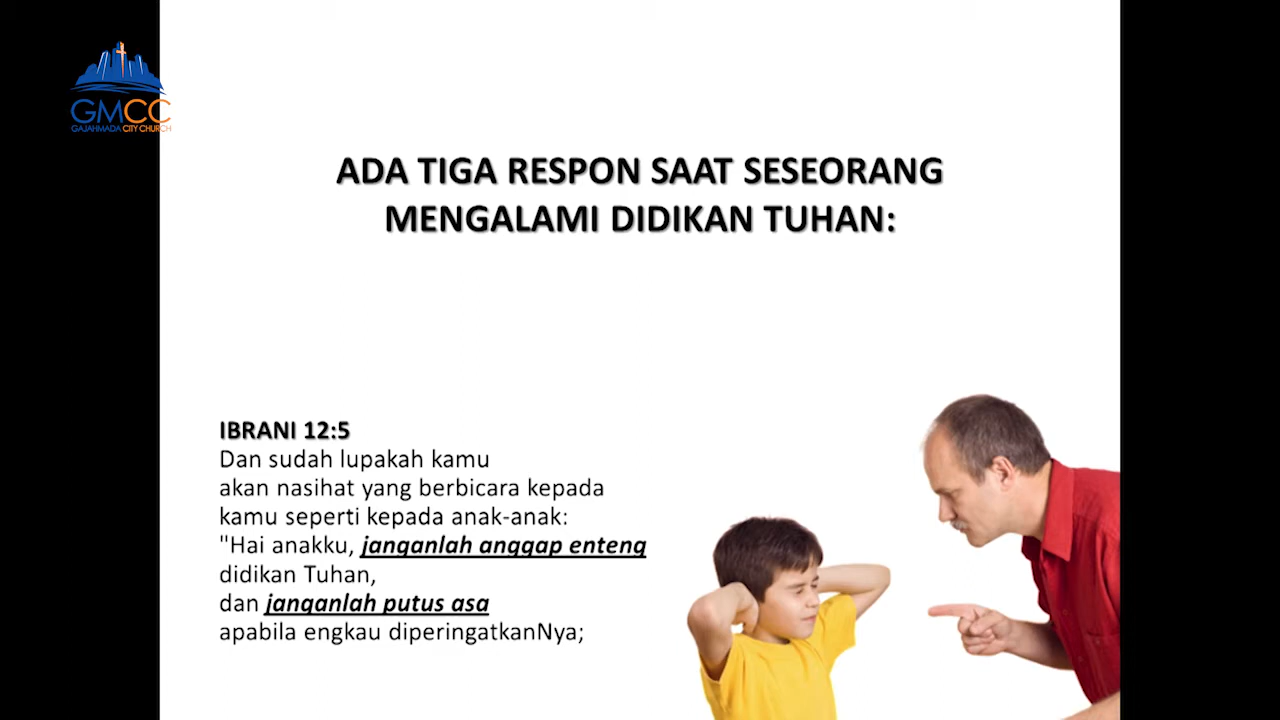 GMCC
GAJAHMADA CITY CHURCH
ADA TIGA RESPON SAAT SESEORANG
MENGALAMI DIDIKAN TUHAN:
IBRANI 12:5
Dan sudah lupakah kamu
akan nasihat yang berbicara kepada
kamu seperti kepada anak-anak:
"Hai anakku, janganlah anggap enteng
didikan Tuhan,
dan janganlah putus asa
apabila engkau diperingatkanNya;